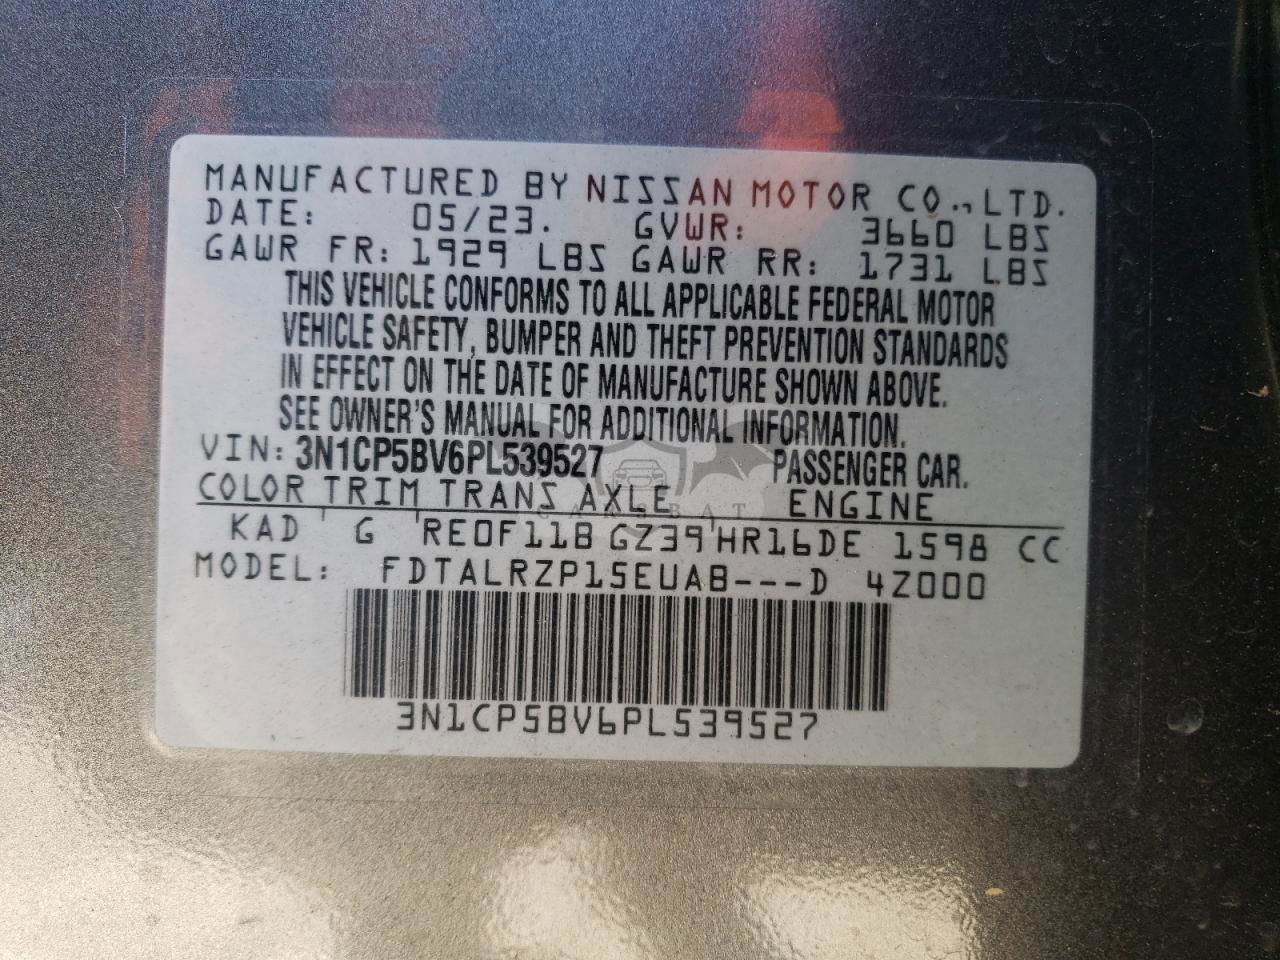 MANUFACTURED BY NISSAN MOTOR CO.,LTD.
DATE: 05/23. GVWR: 3660 LBS
GAWR FR: 1929 LBS GAWR RR: 1731 LBS
THIS VEHICLE CONFORMS TO ALL APPLICABLE FEDERAL MOTOR
VEHICLE SAFETY, BUMPER AND THEFT PREVENTION STANDARDS
IN EFFECT ON THE DATE OF MANUFACTURE SHOWN ABOVE.
SEE OWNER'S MANUAL FOR ADDITIONAL INFORMATION.
VIN: 3N1CP5BV6PL539527 PASSENGER CAR.
COLOR TRIM TRANS AXLE ENGINE
CARSBAT
KAD G RE0F11B GZ39 HR16DE 1598 CC
MODEL: FDTALRZP15EUAB---D 4Z000
3N1CP5BV6PL539527